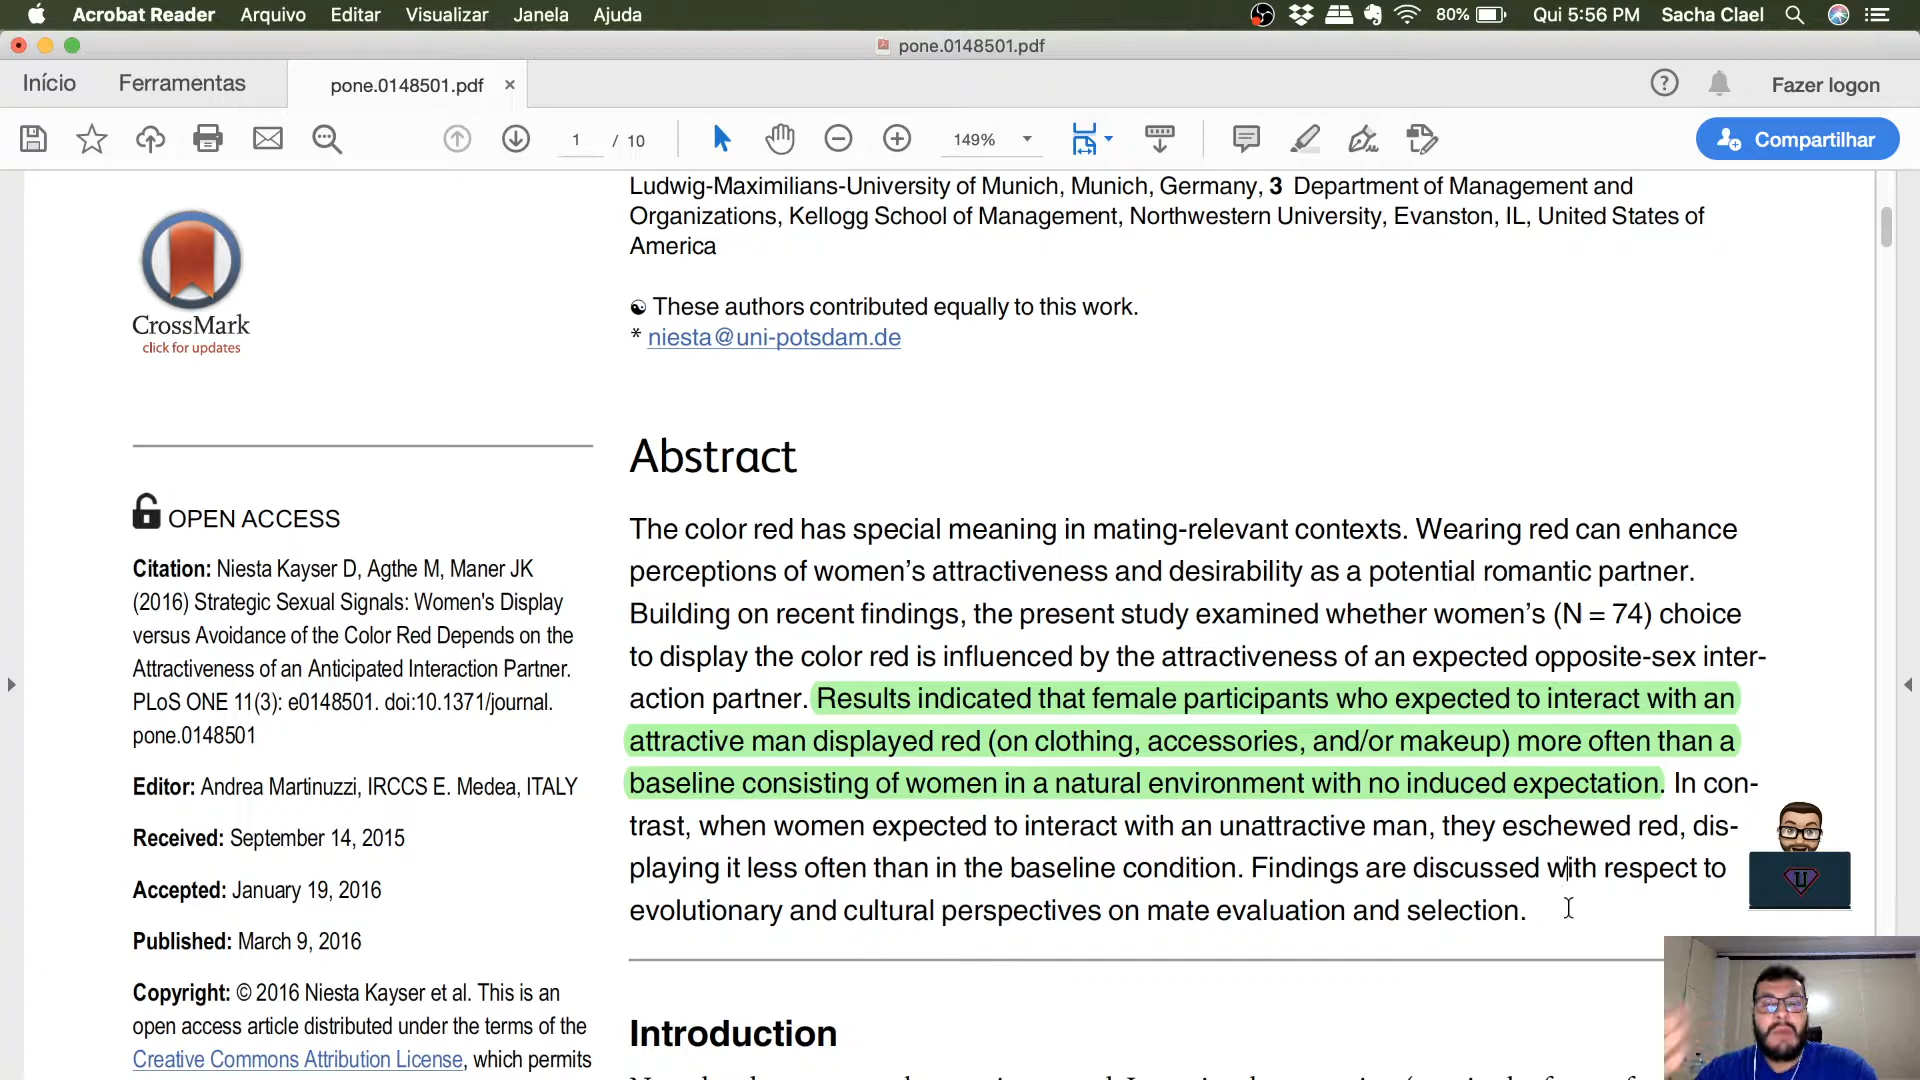 Acrobat Reader Arquivo Editar Visualizar Janela Ajuda 80% Qui 5:56 PM Sacha Clael
pone.0148501.pdf
Início Ferramentas pone.0148501.pdf × Fazer logon
1 / 10 149% Compartilhar
Ludwig-Maximilians-University of Munich, Munich, Germany, 3 Department of Management and
Organizations, Kellogg School of Management, Northwestern University, Evanston, IL, United States of
America
☯ These authors contributed equally to this work.
* niesta@uni-potsdam.de
CrossMark
click for updates
OPEN ACCESS
Citation: Niesta Kayser D, Agthe M, Maner JK
(2016) Strategic Sexual Signals: Women's Display
versus Avoidance of the Color Red Depends on the
Attractiveness of an Anticipated Interaction Partner.
PLoS ONE 11(3): e0148501. doi:10.1371/journal.
pone.0148501
Editor: Andrea Martinuzzi, IRCCS E. Medea, ITALY
Received: September 14, 2015
Accepted: January 19, 2016
Published: March 9, 2016
Copyright: © 2016 Niesta Kayser et al. This is an
open access article distributed under the terms of the
Creative Commons Attribution License, which permits
Abstract
The color red has special meaning in mating-relevant contexts. Wearing red can enhance
perceptions of women’s attractiveness and desirability as a potential romantic partner.
Building on recent findings, the present study examined whether women’s (N = 74) choice
to display the color red is influenced by the attractiveness of an expected opposite-sex inter-
action partner. Results indicated that female participants who expected to interact with an
attractive man displayed red (on clothing, accessories, and/or makeup) more often than a
baseline consisting of women in a natural environment with no induced expectation. In con-
trast, when women expected to interact with an unattractive man, they eschewed red, dis-
playing it less often than in the baseline condition. Findings are discussed with respect to
evolutionary and cultural perspectives on mate evaluation and selection.
U
Introduction